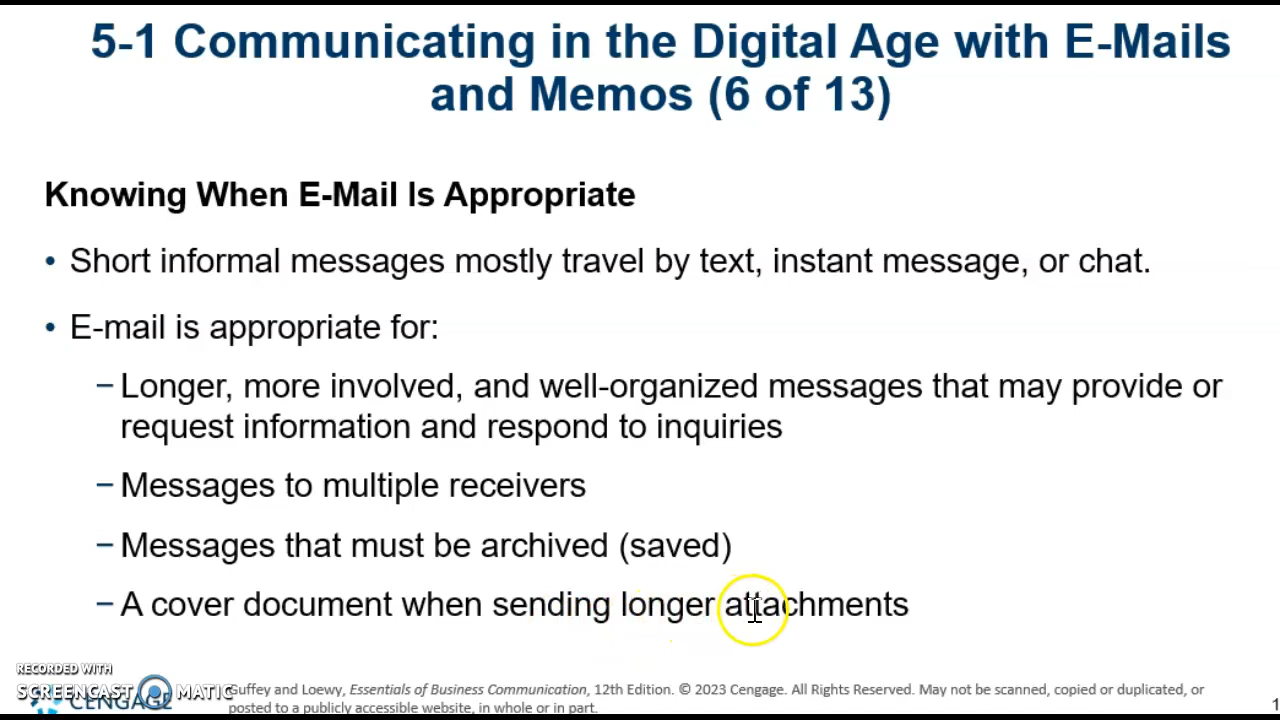 5-1 Communicating in the Digital Age with E-Mails
and Memos (6 of 13)
Knowing When E-Mail Is Appropriate
• Short informal messages mostly travel by text, instant message, or chat.
• E-mail is appropriate for:
– Longer, more involved, and well-organized messages that may provide or
request information and respond to inquiries
– Messages to multiple receivers
– Messages that must be archived (saved)
– A cover document when sending longer attachments
RECORDED WITH
SCREENCAST MATIC
CENGAGE
Guffey and Loewy, Essentials of Business Communication, 12th Edition. © 2023 Cengage. All Rights Reserved. May not be scanned, copied or duplicated, or
posted to a publicly accessible website, in whole or in part.
1